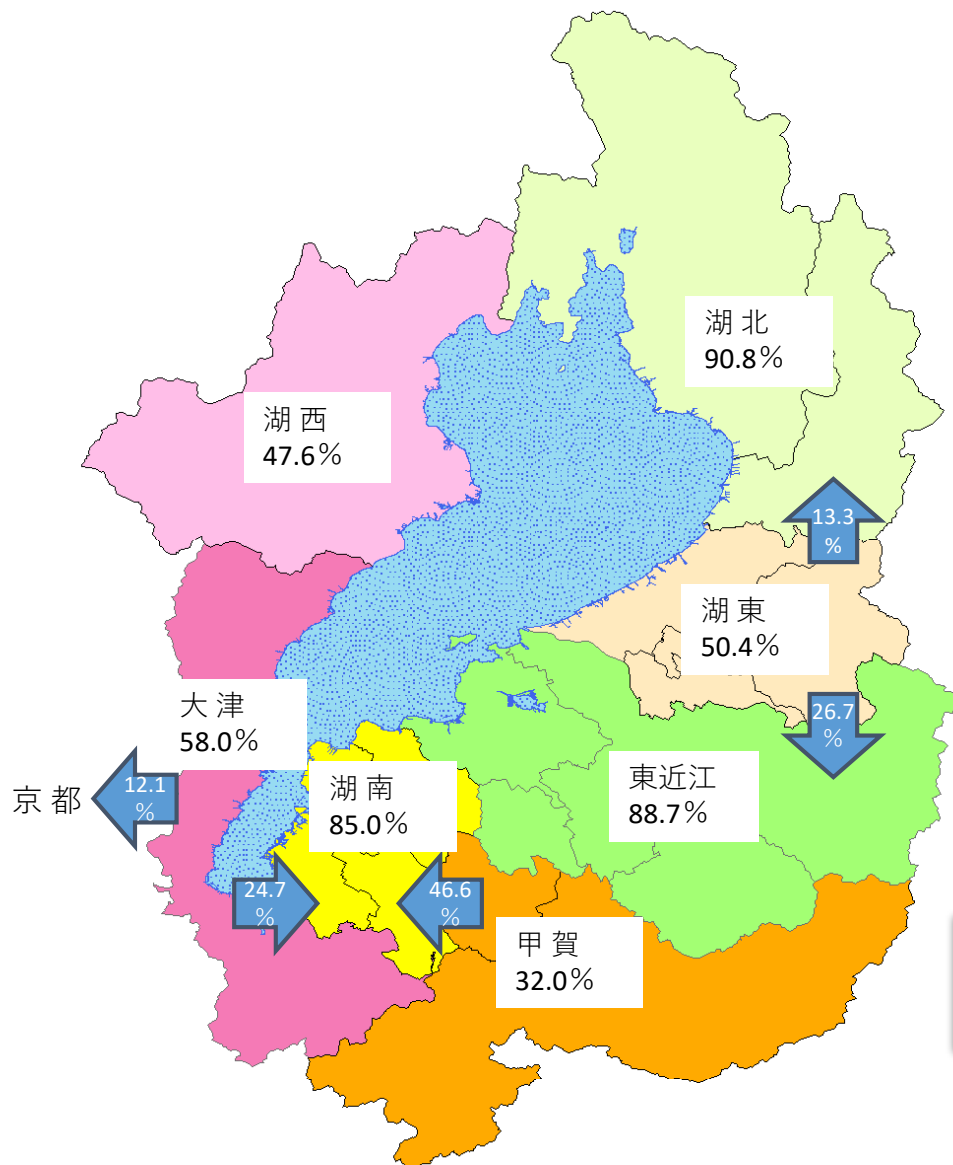 湖北
90.8%
湖西
47.6%
13.3
%
湖東
50.4%
大津
58.0%
26.7
%
京都
12.1
%
湖南
85.0%
東近江
88.7%
24.7
%
46.6
%
甲賀
32.0%